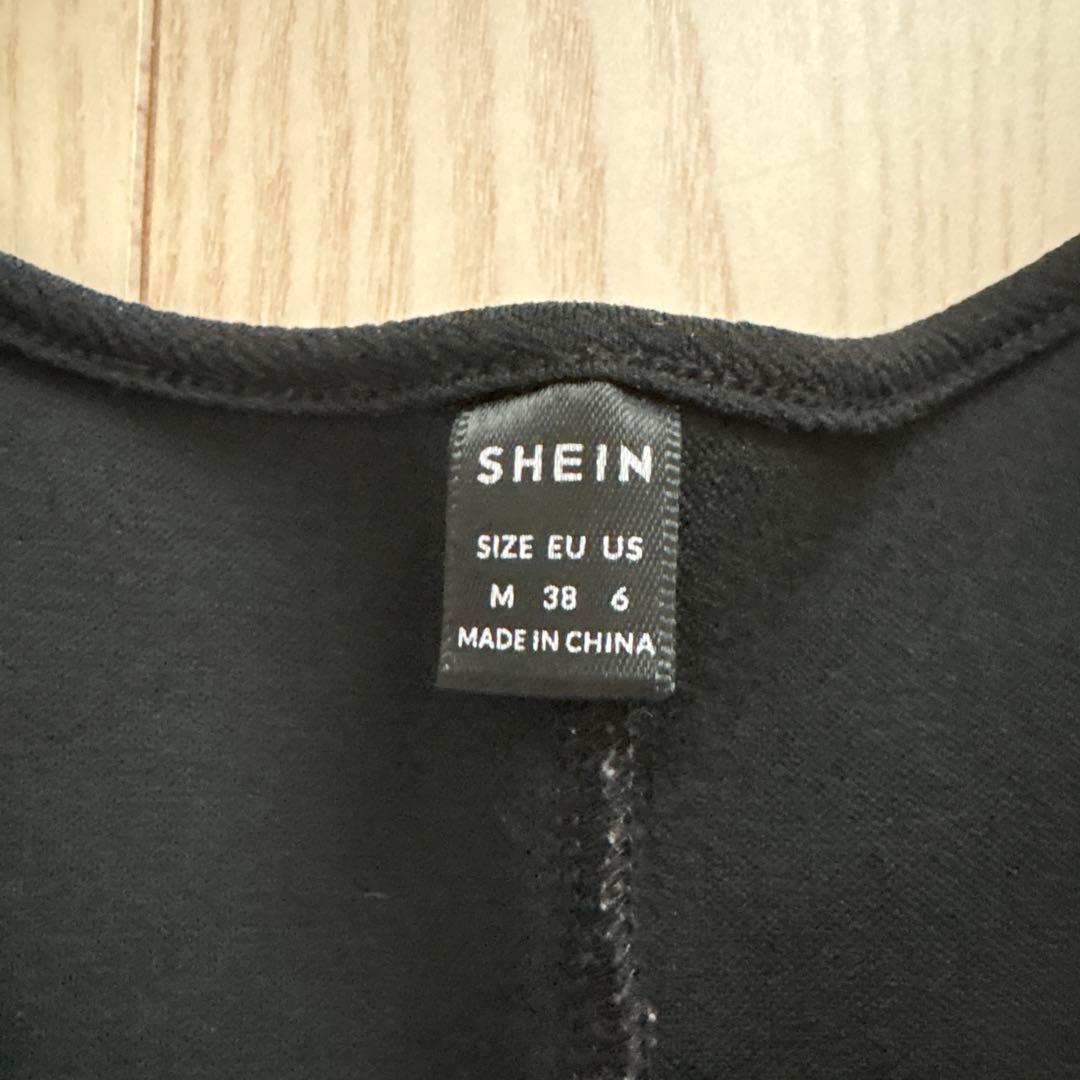 SHEIN
SIZE EU US
M 38 6
MADE IN CHINA